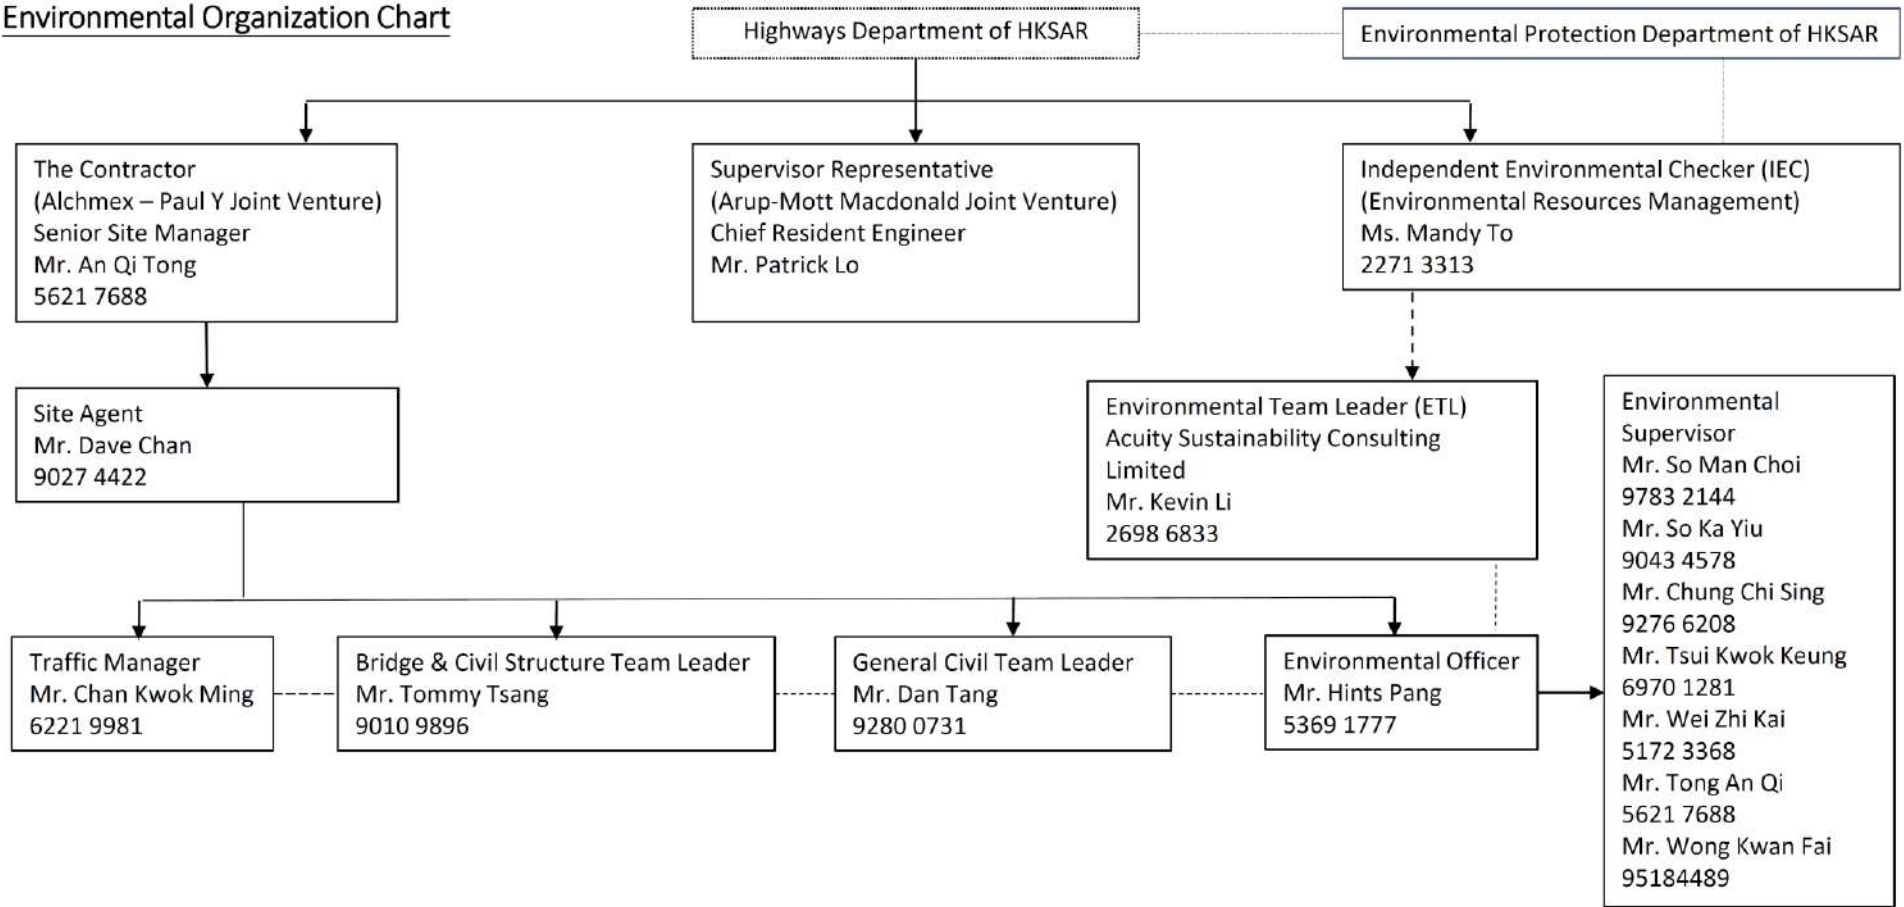 Environmental Organization Chart
Highways Department of HKSAR
Environmental Protection Department of HKSAR
The Contractor
(Alchmex – Paul Y Joint Venture)
Senior Site Manager
Mr. An Qi Tong
5621 7688
Supervisor Representative
(Arup-Mott Macdonald Joint Venture)
Chief Resident Engineer
Mr. Patrick Lo
Independent Environmental Checker (IEC)
(Environmental Resources Management)
Ms. Mandy To
2271 3313
Site Agent
Mr. Dave Chan
9027 4422
Environmental Team Leader (ETL)
Acuity Sustainability Consulting
Limited
Mr. Kevin Li
2698 6833
Environmental
Supervisor
Mr. So Man Choi
9783 2144
Mr. So Ka Yiu
9043 4578
Mr. Chung Chi Sing
9276 6208
Mr. Tsui Kwok Keung
6970 1281
Mr. Wei Zhi Kai
5172 3368
Mr. Tong An Qi
5621 7688
Mr. Wong Kwan Fai
95184489
Traffic Manager
Mr. Chan Kwok Ming
6221 9981
Bridge & Civil Structure Team Leader
Mr. Tommy Tsang
9010 9896
General Civil Team Leader
Mr. Dan Tang
9280 0731
Environmental Officer
Mr. Hints Pang
5369 1777